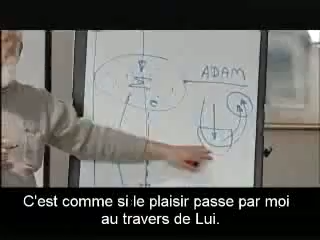 ADAM
C'est comme si le plaisir passe par moi
au travers de Lui.